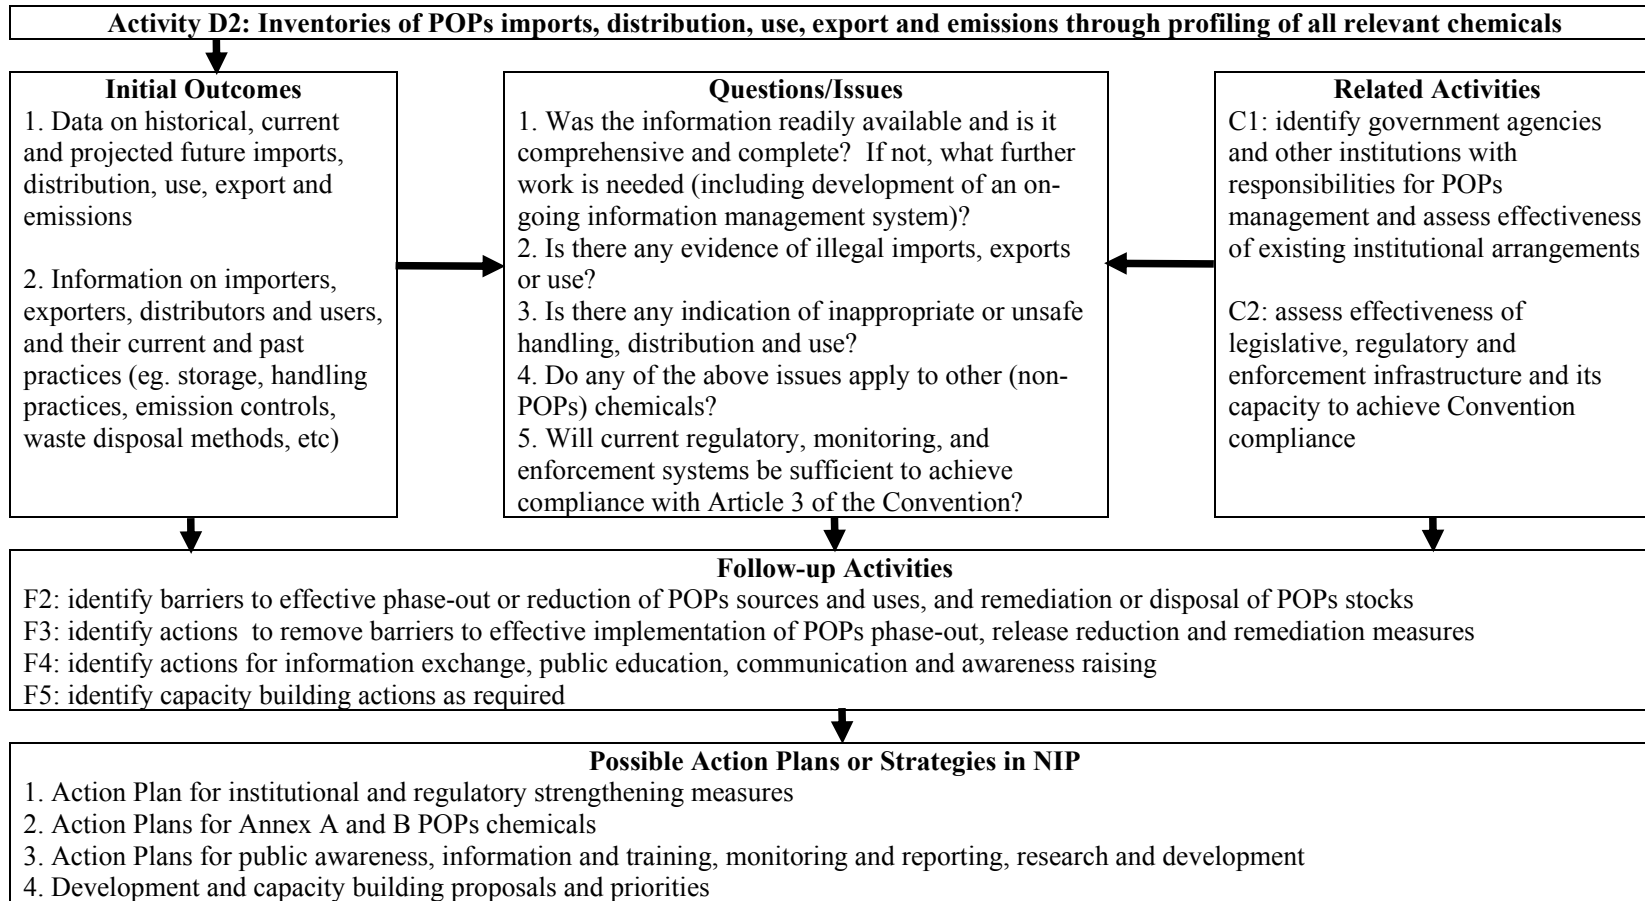 Activity D2: Inventories of POPs imports, distribution, use, export and emissions through profiling of all relevant chemicals
Initial Outcomes
1. Data on historical, current
and projected future imports,
distribution, use, export and
emissions
2. Information on importers,
exporters, distributors and users,
and their current and past
practices (eg. storage, handling
practices, emission controls,
waste disposal methods, etc)
Questions/Issues
1. Was the information readily available and is it
comprehensive and complete?  If not, what further
work is needed (including development of an on-
going information management system)?
2. Is there any evidence of illegal imports, exports
or use?
3. Is there any indication of inappropriate or unsafe
handling, distribution and use?
4. Do any of the above issues apply to other (non-
POPs) chemicals?
5. Will current regulatory, monitoring, and
enforcement systems be sufficient to achieve
compliance with Article 3 of the Convention?
Related Activities
C1: identify government agencies
and other institutions with
responsibilities for POPs
management and assess effectiveness
of existing institutional arrangements
C2: assess effectiveness of
legislative, regulatory and
enforcement infrastructure and its
capacity to achieve Convention
compliance
Follow-up Activities
F2: identify barriers to effective phase-out or reduction of POPs sources and uses, and remediation or disposal of POPs stocks
F3: identify actions  to remove barriers to effective implementation of POPs phase-out, release reduction and remediation measures
F4: identify actions for information exchange, public education, communication and awareness raising
F5: identify capacity building actions as required
Possible Action Plans or Strategies in NIP
1. Action Plan for institutional and regulatory strengthening measures
2. Action Plans for Annex A and B POPs chemicals
3. Action Plans for public awareness, information and training, monitoring and reporting, research and development
4. Development and capacity building proposals and priorities